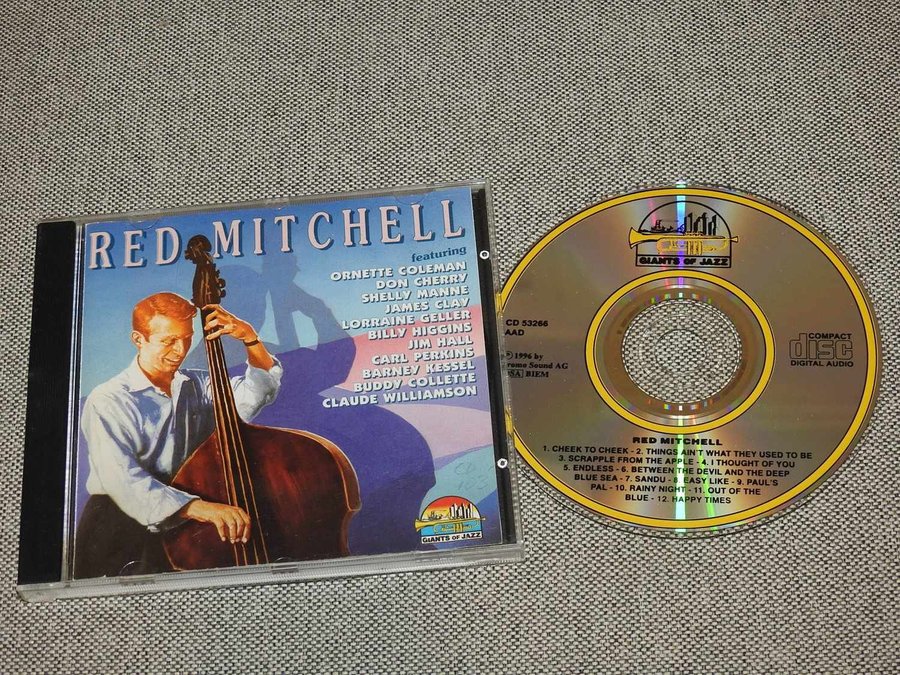 RED MITCHELL
featuring
ORNETTE COLEMAN
DON CHERRY
SHELLY MANNE
JAMES CLAY
LORRAINE GELLER
BILLY HIGGINS
JIM HALL
CARL PERKINS
BARNEY KESSEL
BUDDY COLLETTE
CLAUDE WILLIAMSON
GIANTS OF JAZZ
GIANTS OF JAZZ
CD 53266
AAD
℗ 1996 by
romo Sound AG
BIEM
COMPACT
disc
DIGITAL AUDIO
RED MITCHELL
1. CHEEK TO CHEEK - 2. THINGS AIN'T WHAT THEY USED TO BE
3. SCRAPPLE FROM THE APPLE - 4. I THOUGHT OF YOU
5. ENDLESS - 6. BETWEEN THE DEVIL AND THE DEEP
BLUE SEA - 7. SANDU - 8. EASY LIKE - 9. PAUL'S
PAL - 10. RAINY NIGHT - 11. OUT OF THE
BLUE - 12. HAPPY TIMES